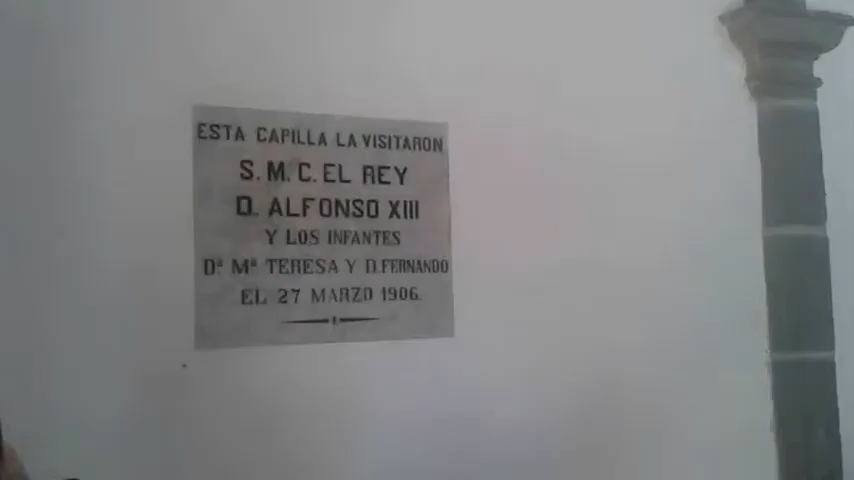 ESTA CAPILLA LA VISITARON
S. M. C. EL REY
D. ALFONSO XIII
Y LOS INFANTES
Dª Mª TERESA Y D. FERNANDO
EL 27 MARZO 1906.